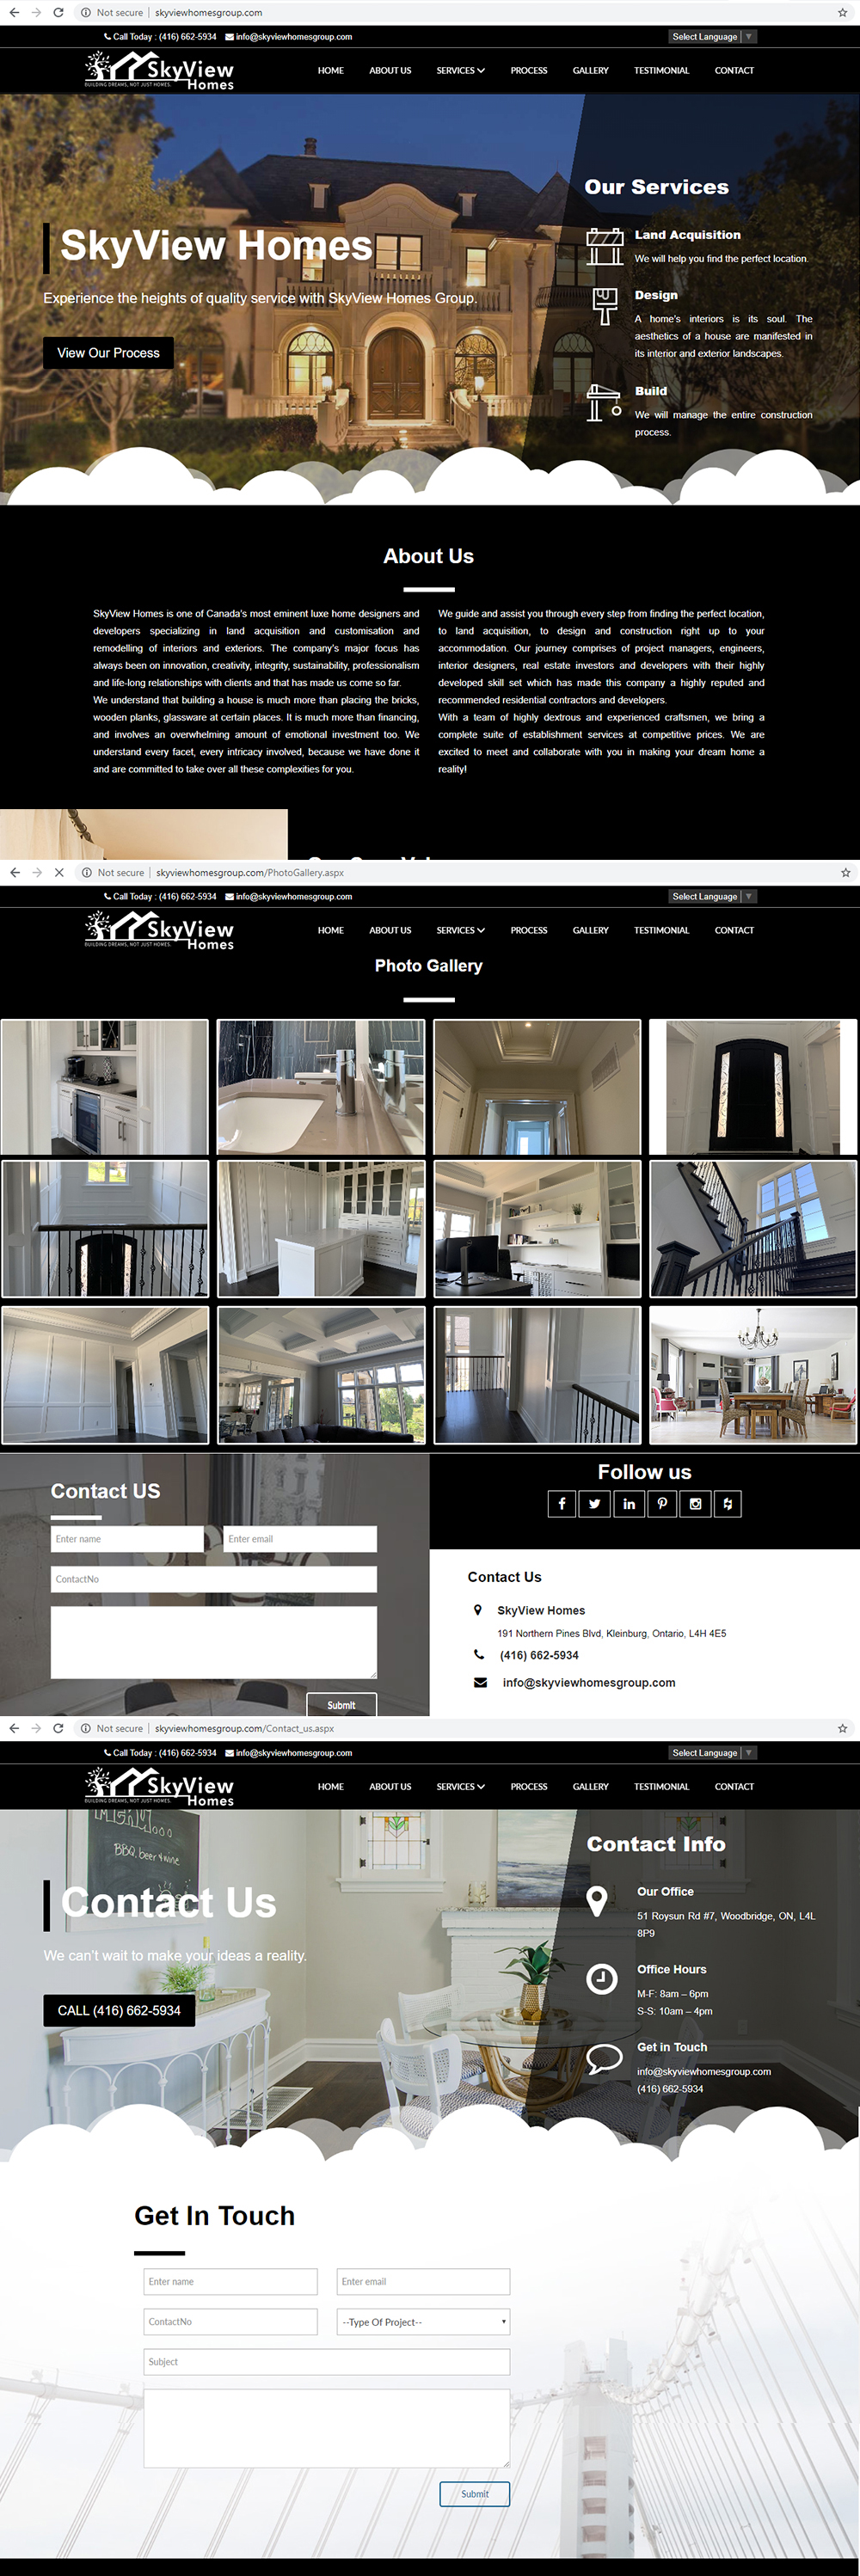 Not secure | skyviewhomesgroup.com
Call Today : (416) 662-5934 info@skyviewhomesgroup.com Select Language ▼
SkyView
Homes
BUILDING DREAMS, NOT JUST HOMES.
HOME ABOUT US SERVICES PROCESS GALLERY TESTIMONIAL CONTACT
SkyView Homes
Experience the heights of quality service with SkyView Homes Group.
View Our Process
Our Services
Land Acquisition
We will help you find the perfect location.
Design
A home's interiors is its soul. The
aesthetics of a house are manifested in
its interior and exterior landscapes.
Build
We will manage the entire construction
process.
About Us
SkyView Homes is one of Canada's most eminent luxe home designers and
developers specializing in land acquisition and customisation and
remodelling of interiors and exteriors. The company's major focus has
always been on innovation, creativity, integrity, sustainability, professionalism
and life-long relationships with clients and that has made us come so far.
We understand that building a house is much more than placing the bricks,
wooden planks, glassware at certain places. It is much more than financing,
and involves an overwhelming amount of emotional investment too. We
understand every facet, every intricacy involved, because we have done it
and are committed to take over all these complexities for you.
We guide and assist you through every step from finding the perfect location,
to land acquisition, to design and construction right up to your
accommodation. Our journey comprises of project managers, engineers,
interior designers, real estate investors and developers with their highly
developed skill set which has made this company a highly reputed and
recommended residential contractors and developers.
With a team of highly dextrous and experienced craftsmen, we bring a
complete suite of establishment services at competitive prices. We are
excited to meet and collaborate with you in making your dream home a
reality!
Not secure | skyviewhomesgroup.com/PhotoGallery.aspx
Call Today : (416) 662-5934 info@skyviewhomesgroup.com Select Language ▼
SkyView
Homes
BUILDING DREAMS, NOT JUST HOMES.
HOME ABOUT US SERVICES PROCESS GALLERY TESTIMONIAL CONTACT
Photo Gallery
Contact US
Enter name Enter email
ContactNo
Submit
Follow us
Contact Us
SkyView Homes
191 Northern Pines Blvd, Kleinburg, Ontario, L4H 4E5
(416) 662-5934
info@skyviewhomesgroup.com
Not secure | skyviewhomesgroup.com/Contact_us.aspx
Call Today : (416) 662-5934 info@skyviewhomesgroup.com Select Language ▼
SkyView
Homes
BUILDING DREAMS, NOT JUST HOMES.
HOME ABOUT US SERVICES PROCESS GALLERY TESTIMONIAL CONTACT
MENU...
BBQ, beer & wine
Contact Us
We can't wait to make your ideas a reality.
CALL (416) 662-5934
Contact Info
Our Office
51 Roysun Rd #7, Woodbridge, ON, L4L
8P9
Office Hours
M-F: 8am – 6pm
S-S: 10am – 4pm
Get in Touch
info@skyviewhomesgroup.com
(416) 662-5934
Get In Touch
Enter name Enter email
ContactNo --Type Of Project--
Subject
Submit